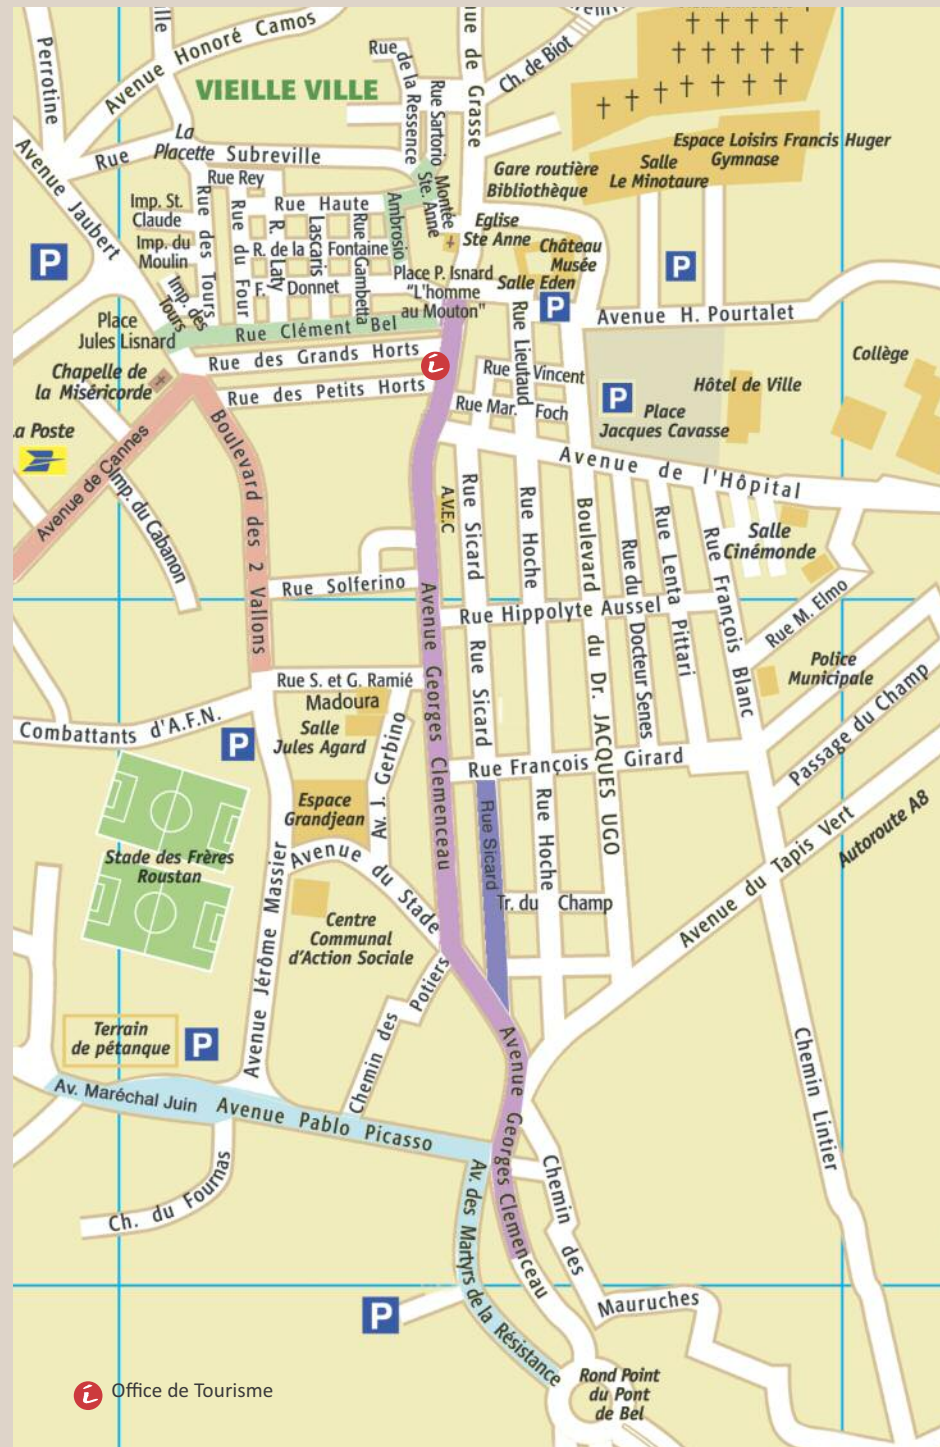 Perrotine
Avenue Honoré Camos
VIEILLE VILLE
Rue de la Ressence
Rue Sartorio
ue de Grasse
Ch. de Biot
Avenue Jaubert
Rue Subreville
La
Placette
Espace Loisirs Francis Huger
Gymnase
Salle
Le Minotaure
Gare routière
Bibliothèque
Rue Rey
Rue Haute
Imp. St.
Claude
Imp. du
Moulin
Imp. des
Tours
Rue des Tours
Rue du Four
R. Laty
Lascaris
Rue Gambetta
R. de la Fontaine
F. Donnet
Ambrosio
Montée
Ste. Anne
Eglise
Ste Anne
Château
Musée
Salle Eden
Place P. Isnard
"L'homme
au Mouton"
P
P
P
P
Place
Jules Lisnard
Rue Clément Bel
Avenue H. Pourtalet
Rue des Grands Horts
Rue des Petits Horts
Chapelle de
la Miséricorde
Rue Lieutaud
Rue Vincent
Rue Mar. Foch
Collège
Hôtel de Ville
Place
Jacques Cavasse
a Poste
Avenue de Cannes
Imp. du Cabanon
Boulevard des 2 Vallons
Avenue de l'Hôpital
A.V.E.C
Rue Sicard
Rue Hoche
Boulevard du Dr. JACQUES UGO
Rue du Docteur Senes
Rue Lenta Pittari
Rue François Blanc
Salle
Cinémonde
Rue Solferino
Rue Hippolyte Aussel
Rue M. Elmo
Police
Municipale
Passage du Champ
Rue S. et G. Ramié
Madoura
Salle
Jules Agard
Combattants d'A.F.N.
P
Avenue Georges Clemenceau
Rue Sicard
Av. T. Gerbino
Rue François Girard
Espace
Grandjean
Rue Sicard
Rue Hoche
Avenue du Tapis Vert
Autoroute A8
Stade des Frères
Roustan
Avenue du Stade
Avenue Jérôme Massier
Tr. du Champ
Centre
Communal
d'Action Sociale
Chemin des Potiers
Terrain
de pétanque
P
Av. Maréchal Juin
Avenue Pablo Picasso
Avenue Georges Clemenceau
Chemin Lintier
Ch. du Fournas
Av. des Martyrs de la Résistance
Chemin des Mauruches
P
Rond Point
du Pont
de Bel
Office de Tourisme